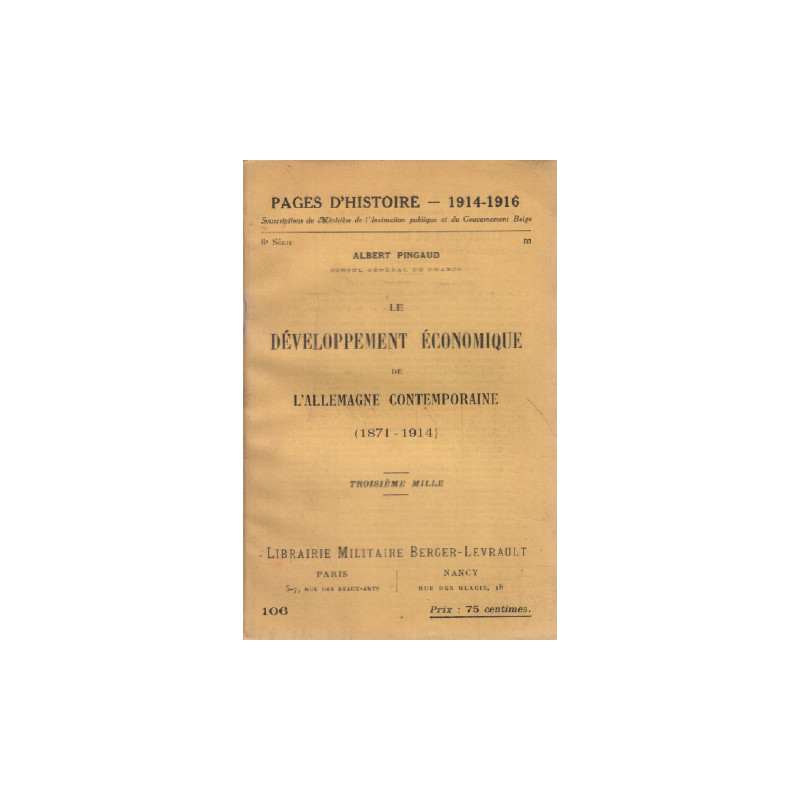 PAGES D'HISTOIRE — 1914-1916
Souscriptions du Ministère de l'Instruction publique et du Gouvernement Belge
8e Série m
ALBERT PINGAUD
CONSUL GÉNÉRAL DE FRANCE
LE
DÉVELOPPEMENT ÉCONOMIQUE
DE
L'ALLEMAGNE CONTEMPORAINE
(1871-1914)
TROISIÈME MILLE
LIBRAIRIE MILITAIRE BERGER-LEVRAULT
PARIS NANCY
5-7, RUE DES BEAUX-ARTS RUE DES GLACIS, 18
106 Prix : 75 centimes.